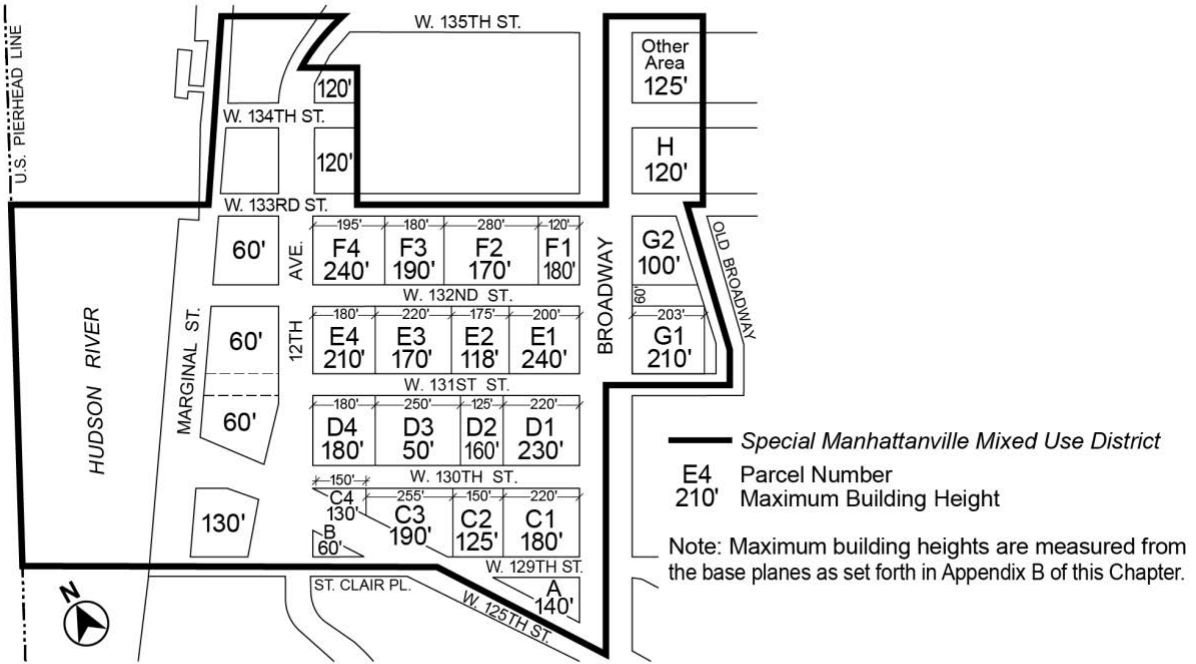 U.S. PIERHEAD LINE
W. 135TH ST.
Other
Area
125'
120'
W. 134TH ST.
120'
H
120'
W. 133RD ST.
60'
12TH AVE.
195'
180'
280'
120'
F4
240'
F3
190'
F2
170'
F1
180'
BROADWAY
G2
100'
OLD BROADWAY
W. 132ND ST.
60'
HUDSON RIVER
MARGINAL ST.
60'
180'
220'
175'
200'
203'
E4
210'
E3
170'
E2
118'
E1
240'
G1
210'
W. 131ST ST.
60'
180'
250'
125'
220'
D4
180'
D3
50'
D2
160'
D1
230'
W. 130TH ST.
130'
150'
255'
150'
220'
C4
130'
C3
190'
C2
125'
C1
180'
B
60'
W. 129TH ST.
ST. CLAIR PL.
A
140'
W. 125TH ST.
N
Special Manhattanville Mixed Use District
E4 Parcel Number
210' Maximum Building Height
Note: Maximum building heights are measured from
the base planes as set forth in Appendix B of this Chapter.